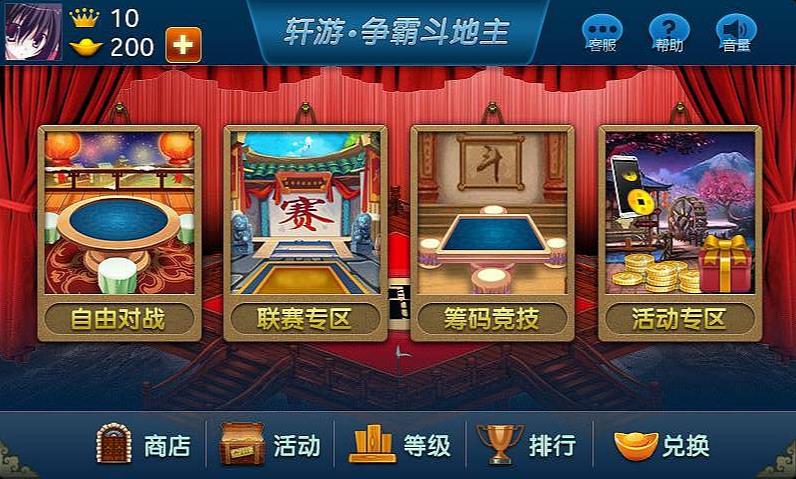 10
200
轩游·争霸斗地主
客服
帮助
音量
赛
斗
自由对战
联赛专区
筹码竞技
活动专区
商店
活动
等级
排行
兑换